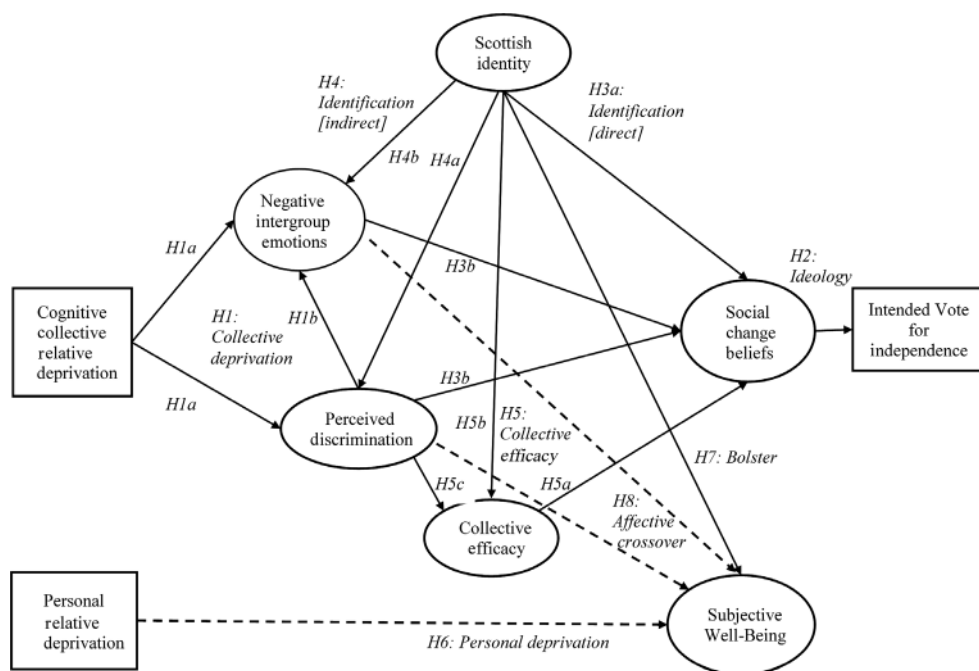 Scottish
identity
H4:
Identification
[indirect]
H3a:
Identification
[direct]
H4b
H4a
Negative
intergroup
emotions
H1a
H3b
H2:
Ideology
Cognitive
collective
relative
deprivation
H1:
Collective
deprivation
H1b
Social
change
beliefs
Intended Vote
for
independence
H3b
H1a
Perceived
discrimination
H5b
H5:
Collective
efficacy
H7: Bolster
H5c
H5a
H8:
Affective
crossover
Collective
efficacy
Personal
relative
deprivation
H6: Personal deprivation
Subjective
Well-Being